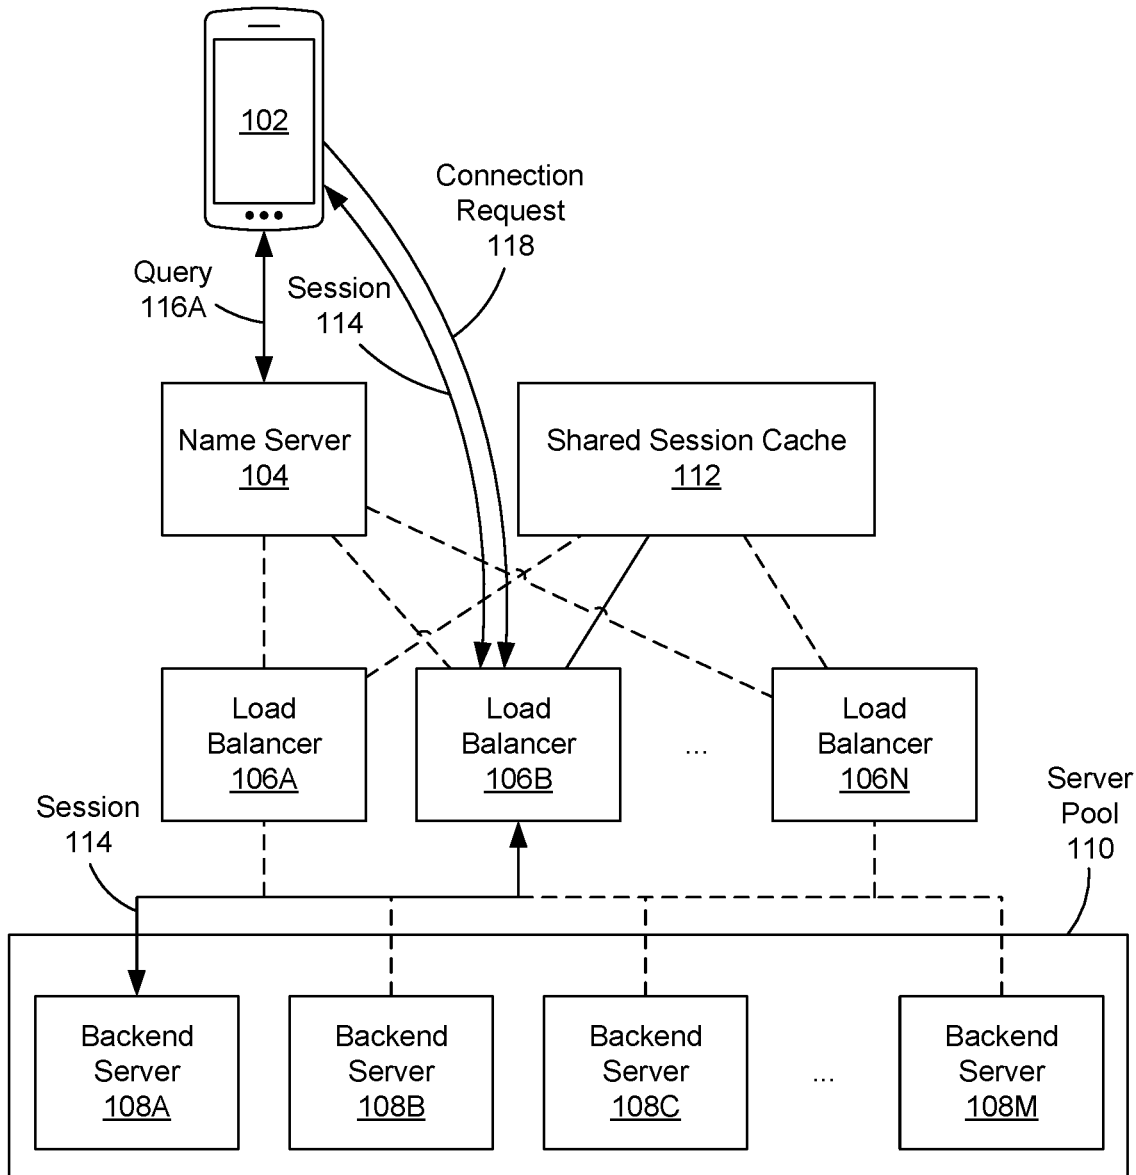 102
Connection
Request
118
Query
116A
Session
114
Name Server
104
Shared Session Cache
112
Load
Balancer
106A
Load
Balancer
106B
...
Load
Balancer
106N
Server
Pool
110
Session
114
Backend
Server
108A
Backend
Server
108B
Backend
Server
108C
...
Backend
Server
108M